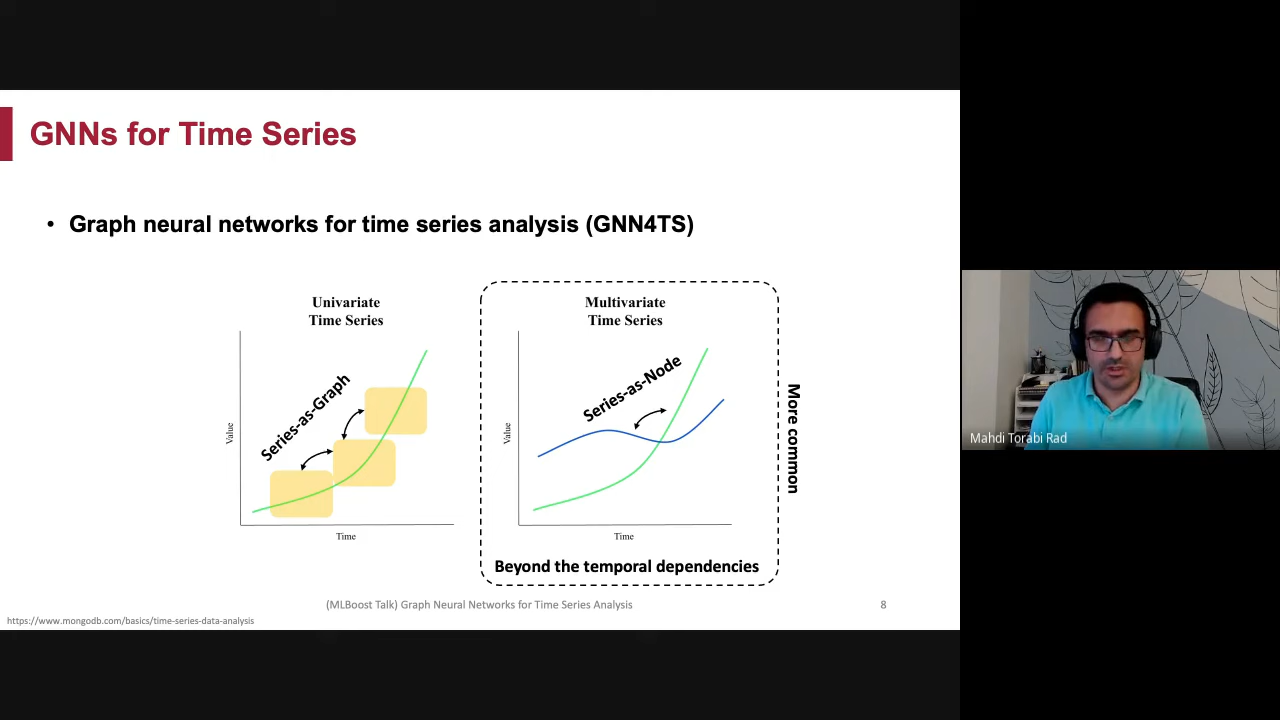 GNNs for Time Series
• Graph neural networks for time series analysis (GNN4TS)
Univariate
Time Series
Series-as-Graph
Value
Time
Multivariate
Time Series
Series-as-Node
Value
Time
Beyond the temporal dependencies
More common
(MLBoost Talk) Graph Neural Networks for Time Series Analysis
8
https://www.mongodb.com/basics/time-series-data-analysis
Mahdi Torabi Rad